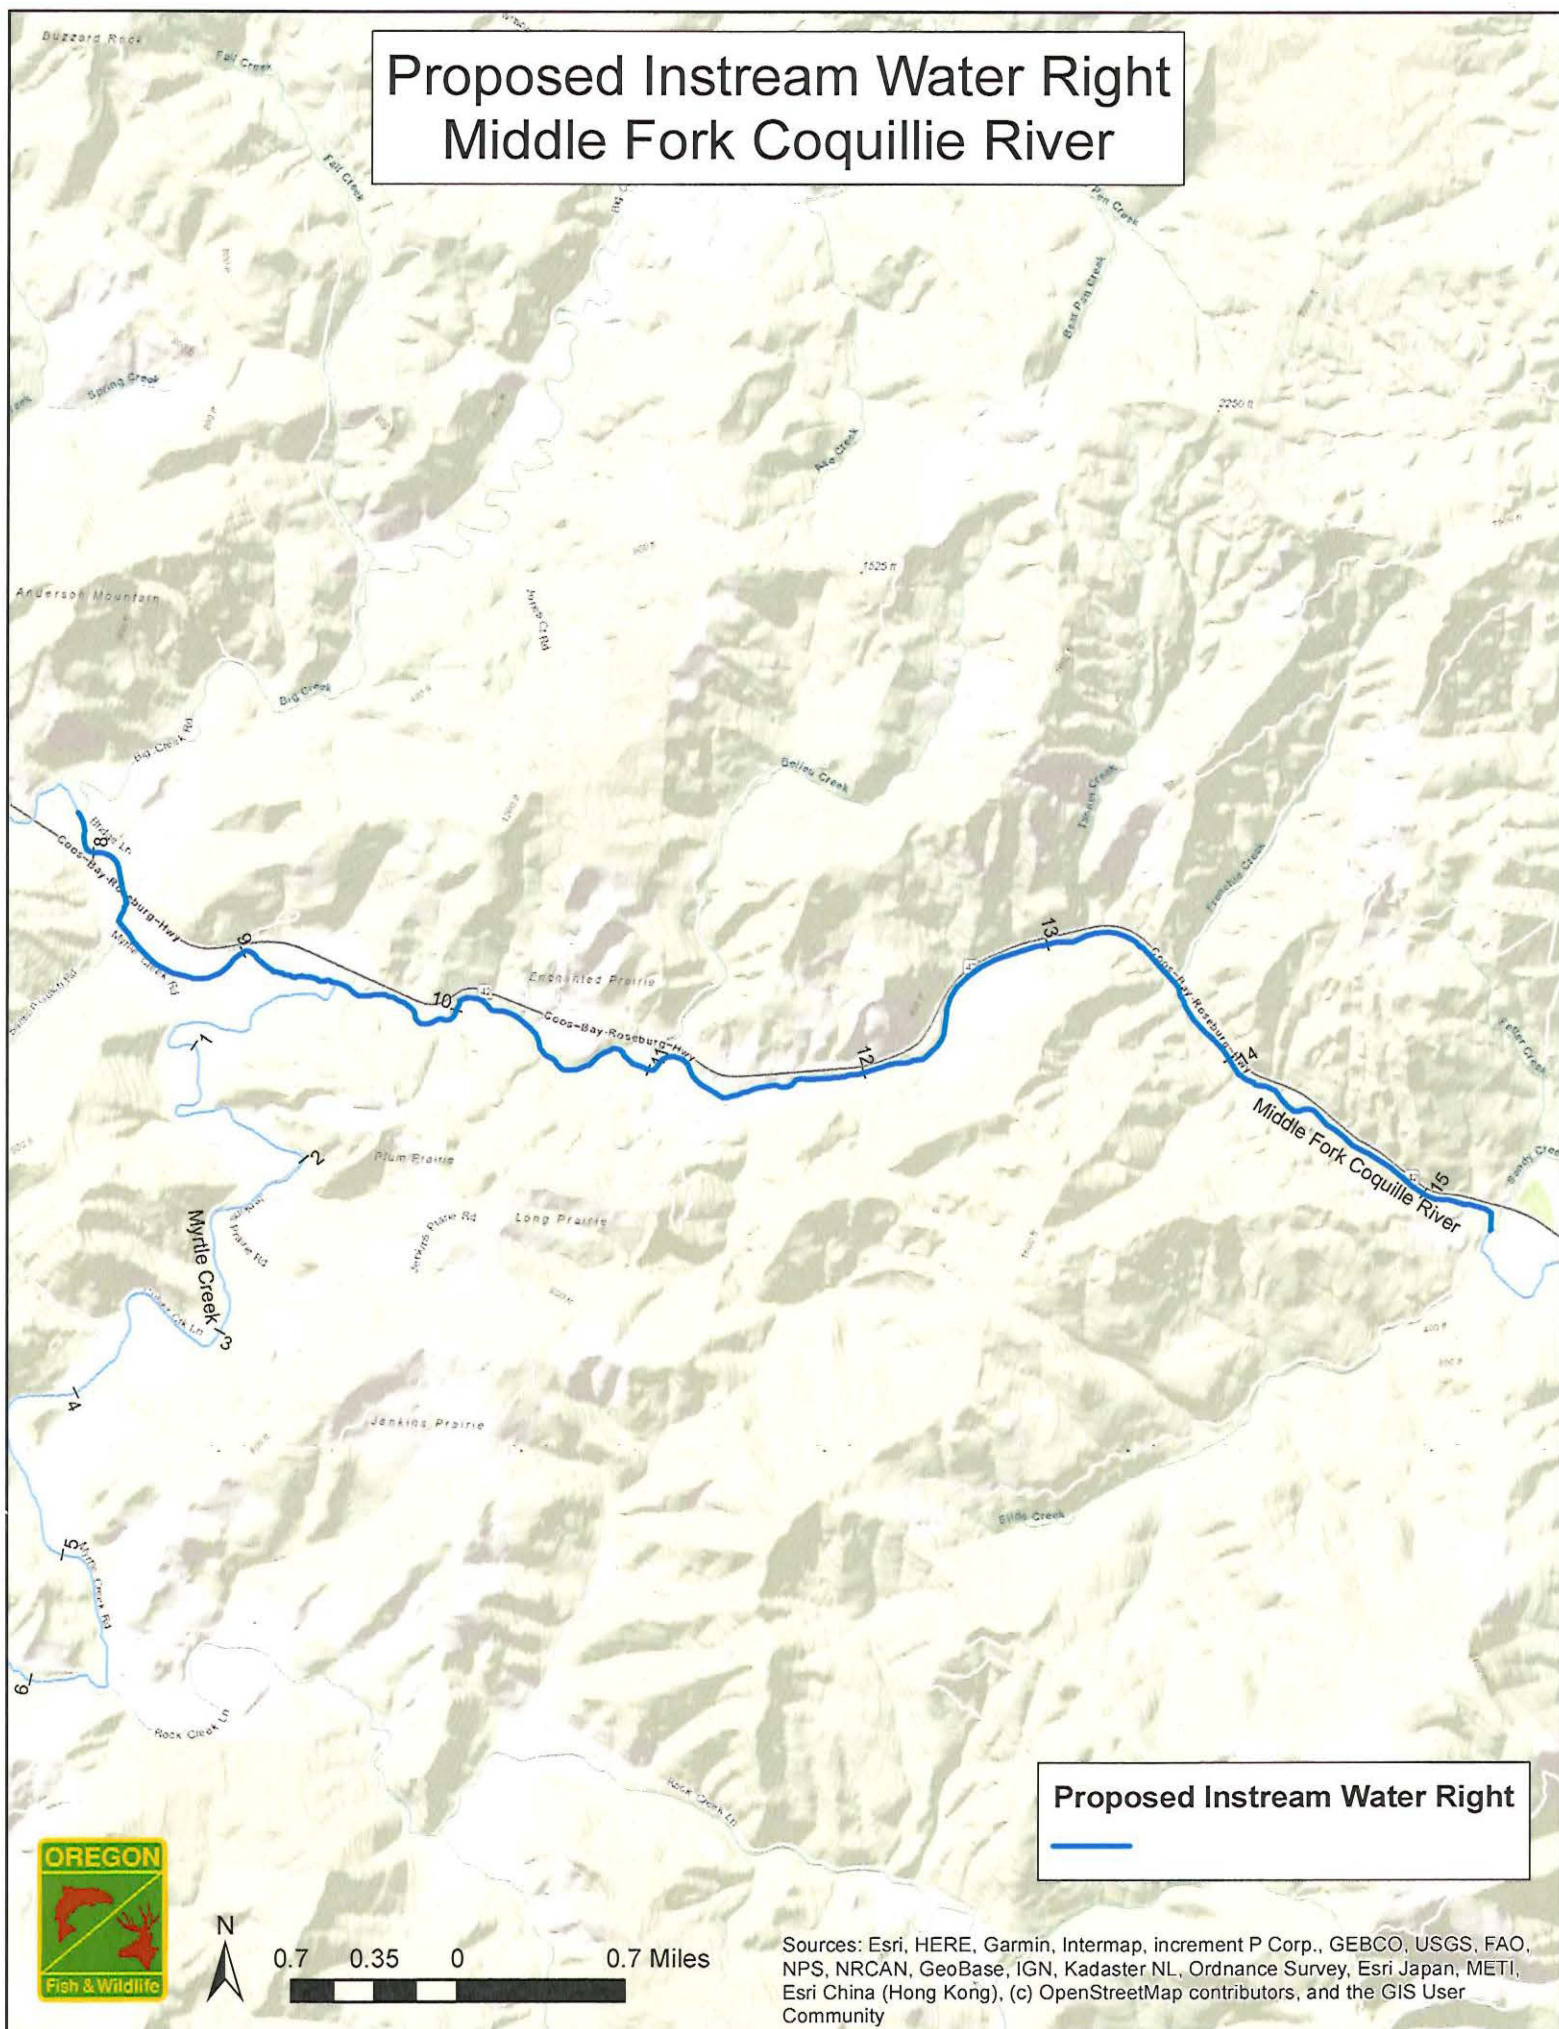 Proposed Instream Water Right
Middle Fork Coquillie River
Buzzard Rock
Fall Creek
Fall Creek
Pen Creek
Bear Pen Creek
Spring Creek
2250 ft
1525 ft
Anderson Mountain
Big Creek
Big Creek Rd
Belieu Creek
Frenchie Creek
Bridge Ln
8
Coos-Bay-Roseburg-Hwy
Myrtle Creek Rd
9
10
42
Enchanted Prairie
Coos-Bay-Roseburg-Hwy
11
12
13
Coos-Bay-Roseburg-Hwy
14
15
Middle Fork Coquille River
Sandy Creek
1
2
Plum Prairie
Long Prairie
Myrtle Creek
3
4
Jenkins Prairie
Slide Creek
5
Myrtle Creek Rd
6
Rock Creek Ln
Rock Creek Ln
Proposed Instream Water Right
OREGON
Fish & Wildlife
N
0.7 0.35 0 0.7 Miles
Sources: Esri, HERE, Garmin, Intermap, increment P Corp., GEBCO, USGS, FAO,
NPS, NRCAN, GeoBase, IGN, Kadaster NL, Ordnance Survey, Esri Japan, METI,
Esri China (Hong Kong), (c) OpenStreetMap contributors, and the GIS User
Community